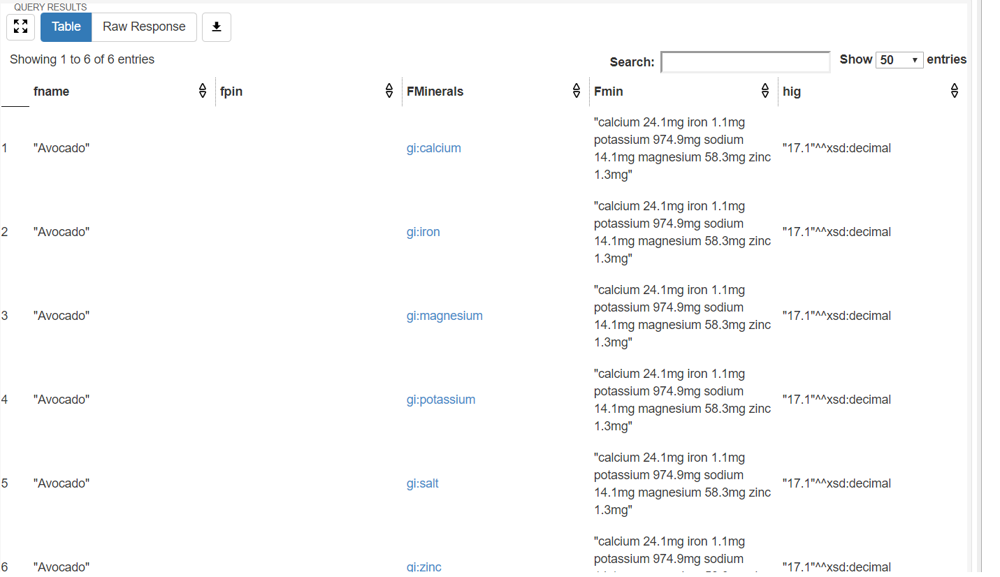 QUERY RESULTS
Table Raw Response
Showing 1 to 6 of 6 entries
Search: Show 50 entries
fname fpin FMinerals Fmin hig
1 "Avocado" gi:calcium "calcium 24.1mg iron 1.1mg
potassium 974.9mg sodium
14.1mg magnesium 58.3mg zinc
1.3mg" "17.1"^^xsd:decimal
2 "Avocado" gi:iron "calcium 24.1mg iron 1.1mg
potassium 974.9mg sodium
14.1mg magnesium 58.3mg zinc
1.3mg" "17.1"^^xsd:decimal
3 "Avocado" gi:magnesium "calcium 24.1mg iron 1.1mg
potassium 974.9mg sodium
14.1mg magnesium 58.3mg zinc
1.3mg" "17.1"^^xsd:decimal
4 "Avocado" gi:potassium "calcium 24.1mg iron 1.1mg
potassium 974.9mg sodium
14.1mg magnesium 58.3mg zinc
1.3mg" "17.1"^^xsd:decimal
5 "Avocado" gi:salt "calcium 24.1mg iron 1.1mg
potassium 974.9mg sodium
14.1mg magnesium 58.3mg zinc
1.3mg" "17.1"^^xsd:decimal
6 "Avocado" gi:zinc "calcium 24.1mg iron 1.1mg
potassium 974.9mg sodium
"17.1"^^xsd:decimal